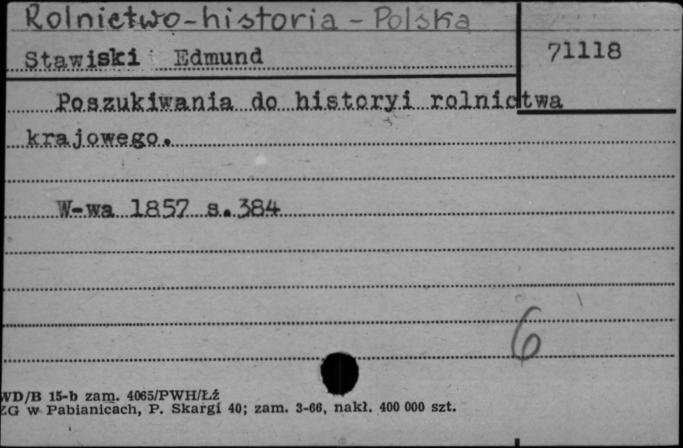 Rolnictwo-historia - Polska
Stawiski Edmund
71118
Poszukiwania do historyi rolnictwa
krajowego.
W-wa 1857 s.384
6
WD/B 15-b zam. 4065/PWH/Łź
ZG w Pabianicach, P. Skargi 40; zam. 3-66, nakł. 400 000 szt.